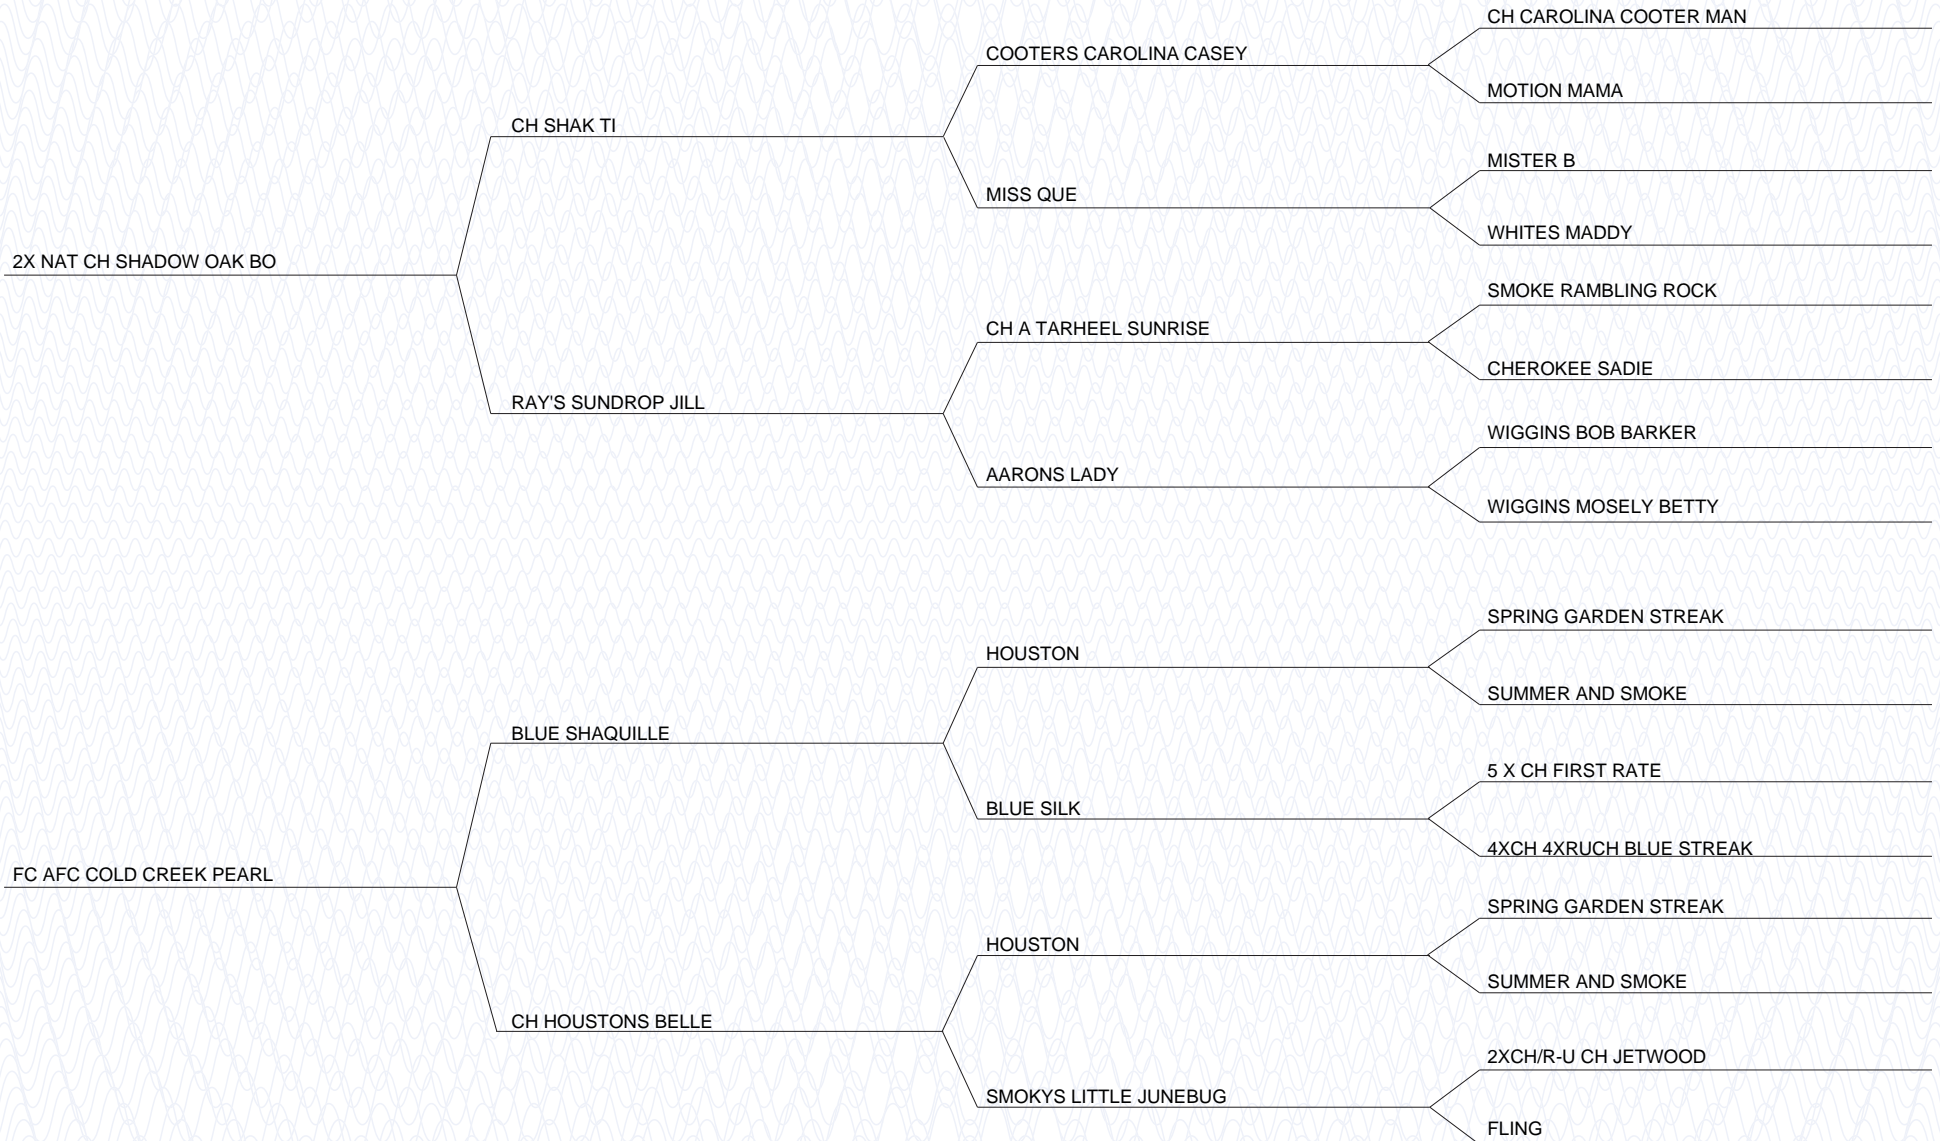 CH CAROLINA COOTER MAN
COOTERS CAROLINA CASEY
MOTION MAMA
CH SHAK TI
MISTER B
MISS QUE
WHITES MADDY
2X NAT CH SHADOW OAK BO
SMOKE RAMBLING ROCK
CH A TARHEEL SUNRISE
CHEROKEE SADIE
RAY'S SUNDROP JILL
WIGGINS BOB BARKER
AARONS LADY
WIGGINS MOSELY BETTY
SPRING GARDEN STREAK
HOUSTON
SUMMER AND SMOKE
BLUE SHAQUILLE
5 X CH FIRST RATE
BLUE SILK
4XCH 4XRUCH BLUE STREAK
FC AFC COLD CREEK PEARL
SPRING GARDEN STREAK
HOUSTON
SUMMER AND SMOKE
CH HOUSTONS BELLE
2XCH/R-U CH JETWOOD
SMOKYS LITTLE JUNEBUG
FLING